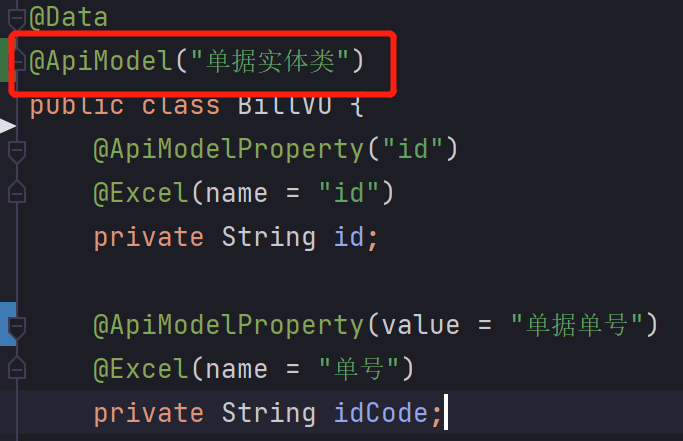 @Data
@ApiModel("单据实体类")
public class BillVO {
@ApiModelProperty("id")
@Excel(name = "id")
private String id;
@ApiModelProperty(value = "单据单号")
@Excel(name = "单号")
private String idCode;